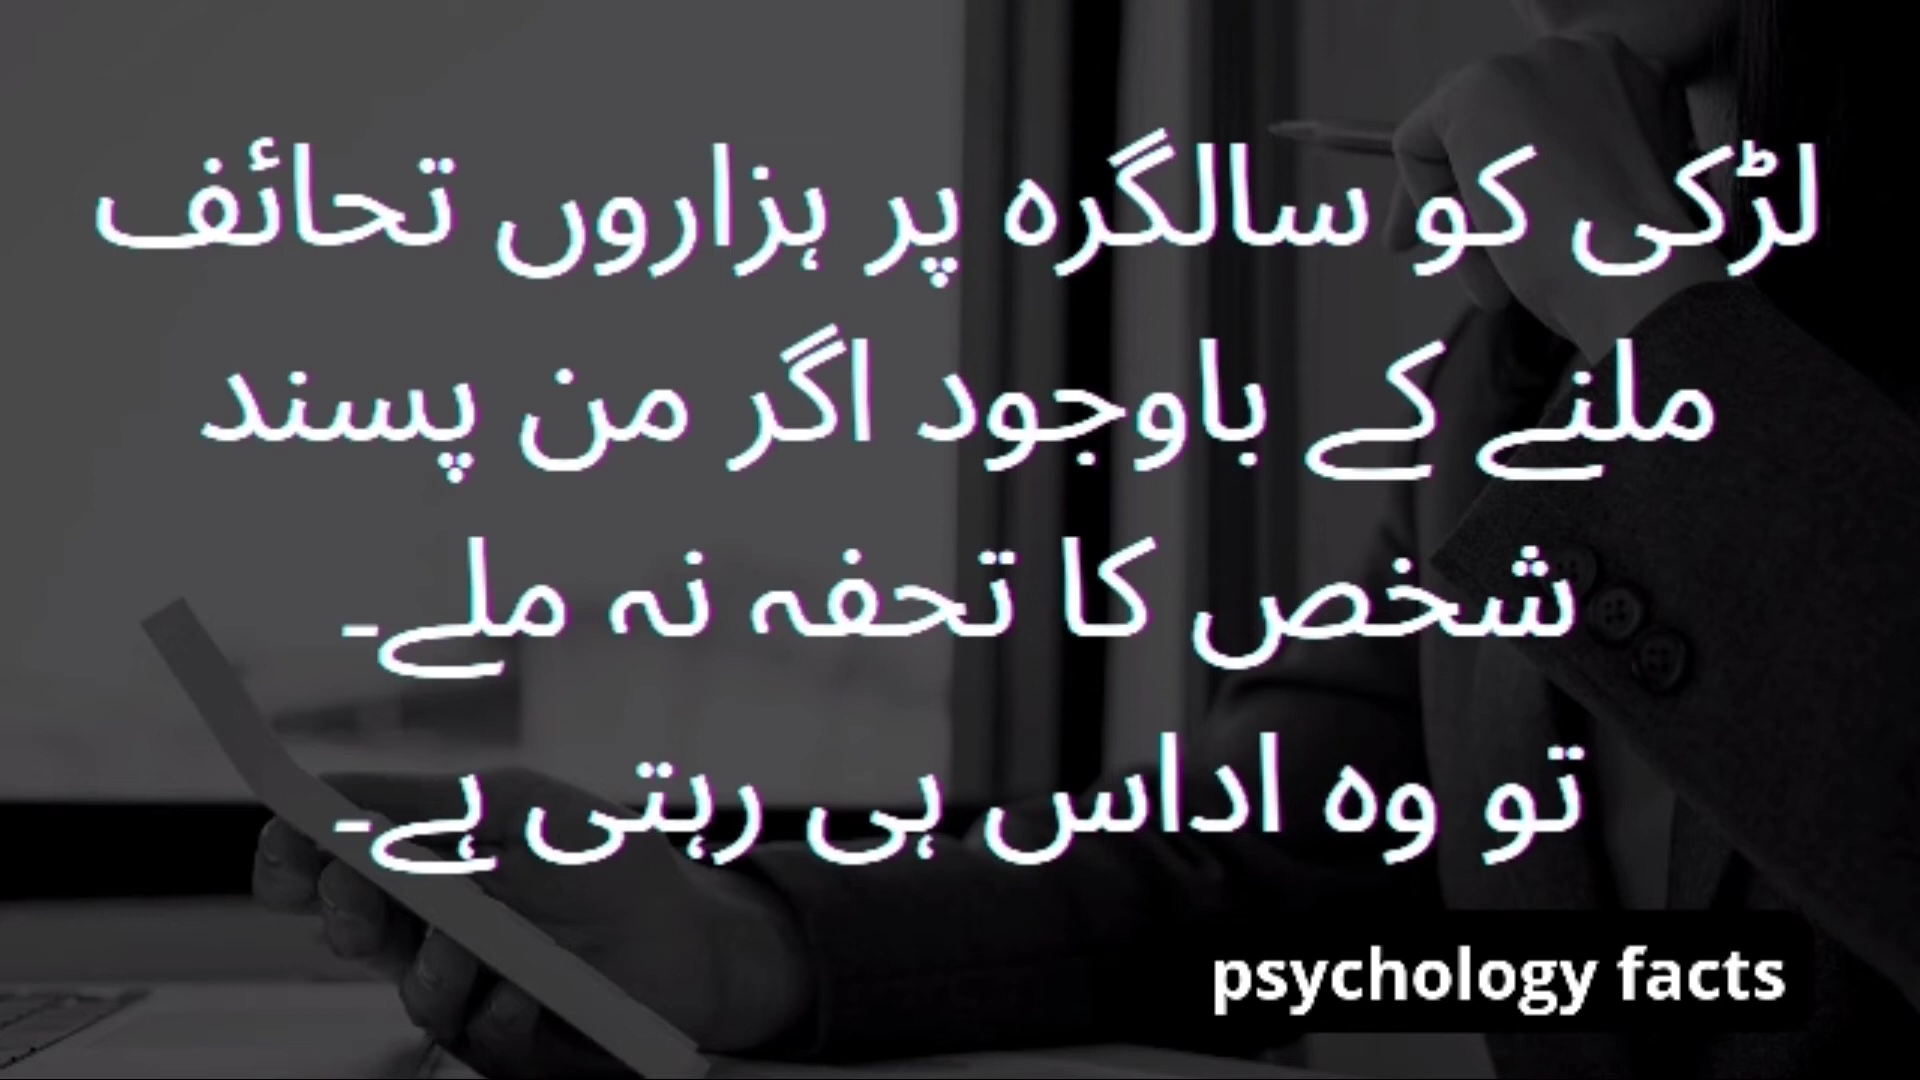 لڑکی کو سالگرہ پر ہزاروں تحائف
ملنے کے باوجود اگر من پسند
شخص کا تحفہ نہ ملے۔
تو وہ اداس ہی رہتی ہے۔
psychology facts